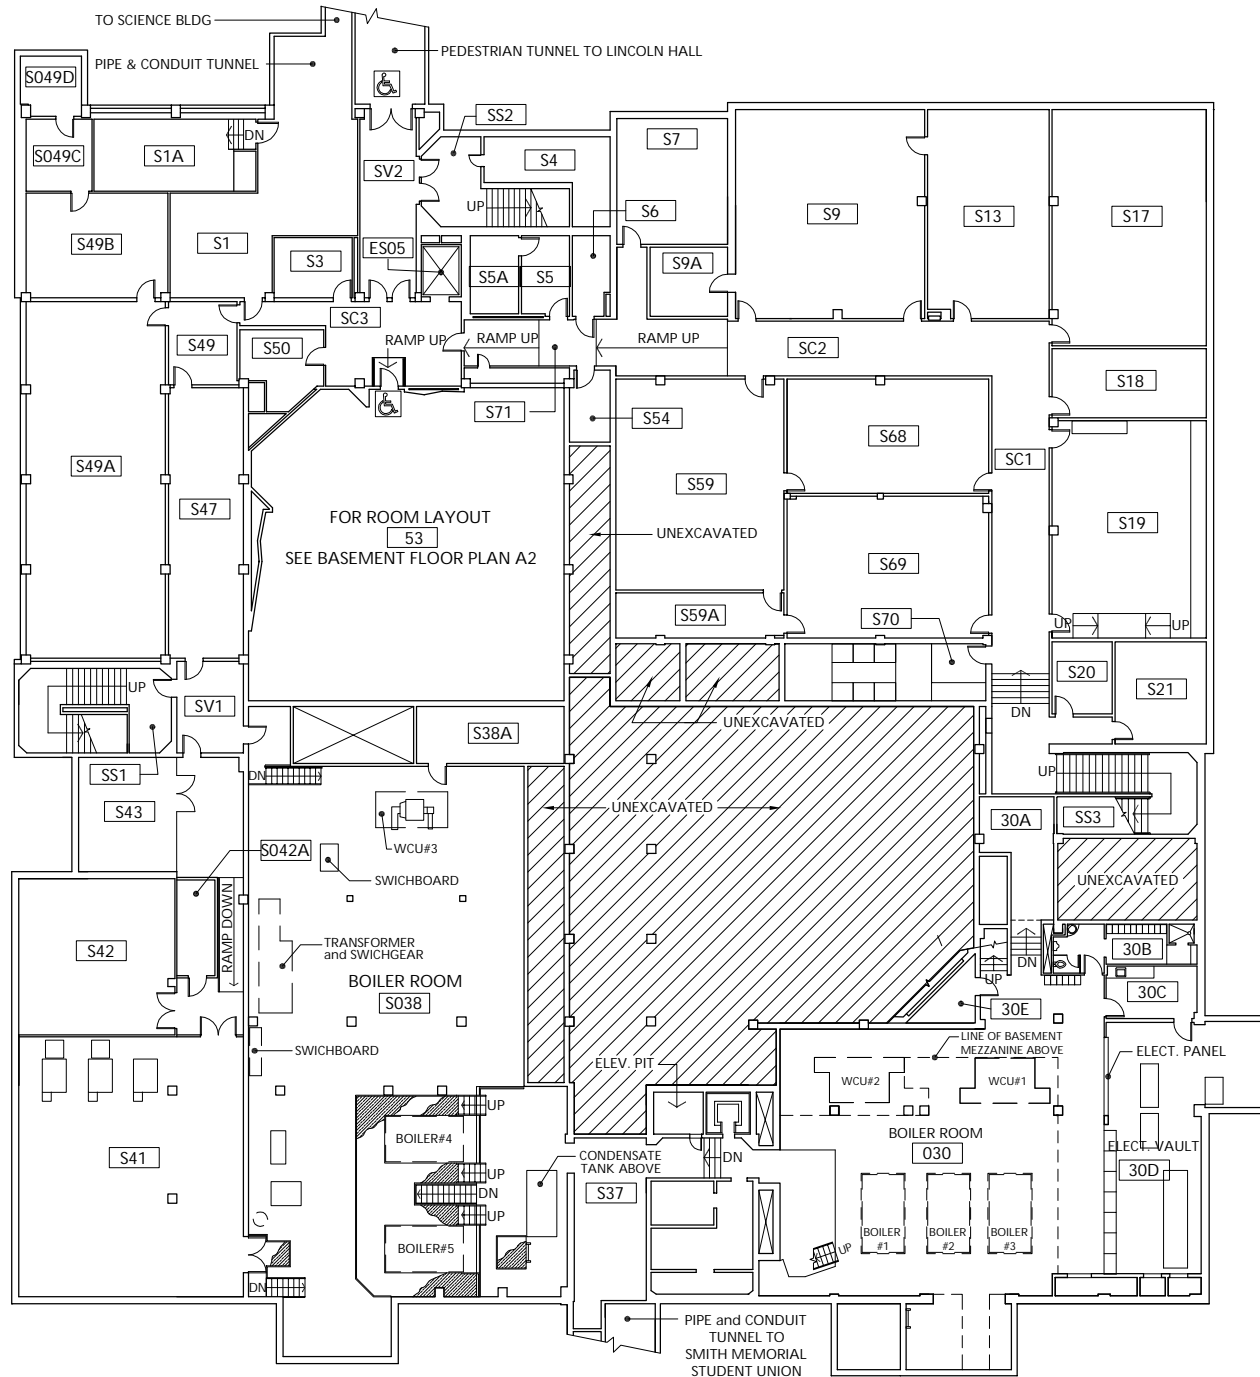 TO SCIENCE BLDG
PEDESTRIAN TUNNEL TO LINCOLN HALL
PIPE & CONDUIT TUNNEL
S049D
SS2
DN
S7
S049C
S1A
S4
SV2
UP
S6
S9
S13
S17
S49B
S1
S3
ES05
S5A
S5
S9A
SC3
S49
S50
RAMP UP
RAMP UP
RAMP UP
SC2
S18
S71
S54
S68
S49A
S47
S59
SC1
FOR ROOM LAYOUT
53
SEE BASEMENT FLOOR PLAN A2
UNEXCAVATED
S19
S69
S59A
S70
UP
UP
UP
SV1
S20
S21
DN
UNEXCAVATED
S38A
SS1
DN
UP
S43
UNEXCAVATED
30A
SS3
WCU#3
S042A
SWICHBOARD
UNEXCAVATED
RAMP DOWN
S42
TRANSFORMER
and SWICHGEAR
30B
DN
UP
BOILER ROOM
S038
30C
30E
SWICHBOARD
ELEV. PIT
LINE OF BASEMENT
MEZZANINE ABOVE
ELECT. PANEL
WCU#2
WCU#1
UP
BOILER#4
BOILER ROOM
030
ELECT. VAULT
30D
S41
CONDENSATE
TANK ABOVE
DN
UP
DN
S37
UP
BOILER#5
BOILER
#1
BOILER
#2
BOILER
#3
UP
DN
PIPE and CONDUIT
TUNNEL TO
SMITH MEMORIAL
STUDENT UNION